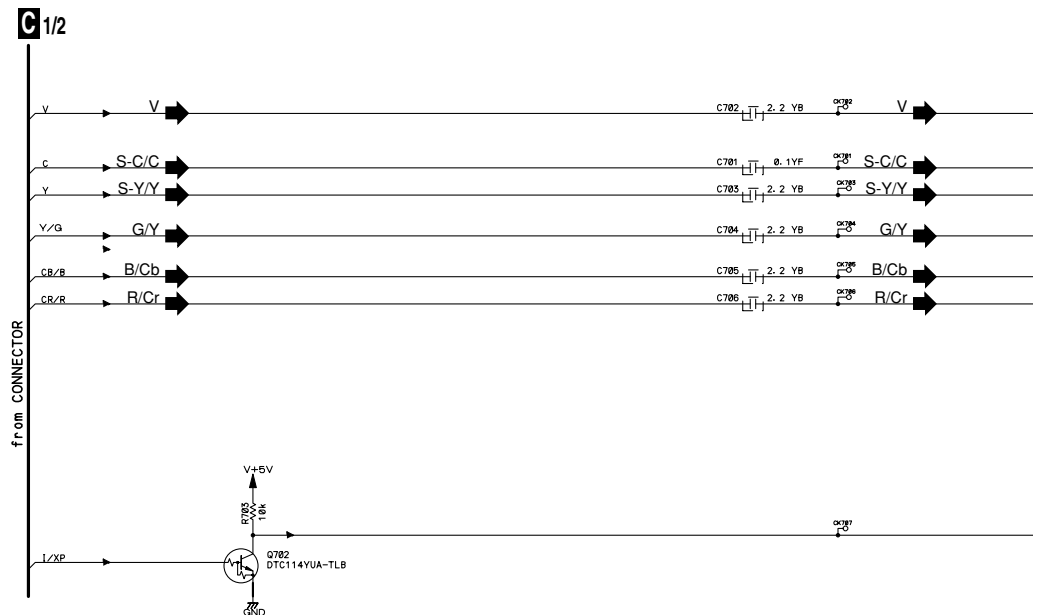 C 1/2
V V C702 2.2 YB CK702 V
C S-C/C C701 0.1YF CK701 S-C/C
Y S-Y/Y C703 2.2 YB CK703 S-Y/Y
Y/G G/Y C704 2.2 YB CK704 G/Y
CB/B B/Cb C705 2.2 YB CK705 B/Cb
CR/R R/Cr C706 2.2 YB CK706 R/Cr
from CONNECTOR
V+5V
R703
10k
CK707
I/XP
Q702
DTC114YUA-TLB
GND